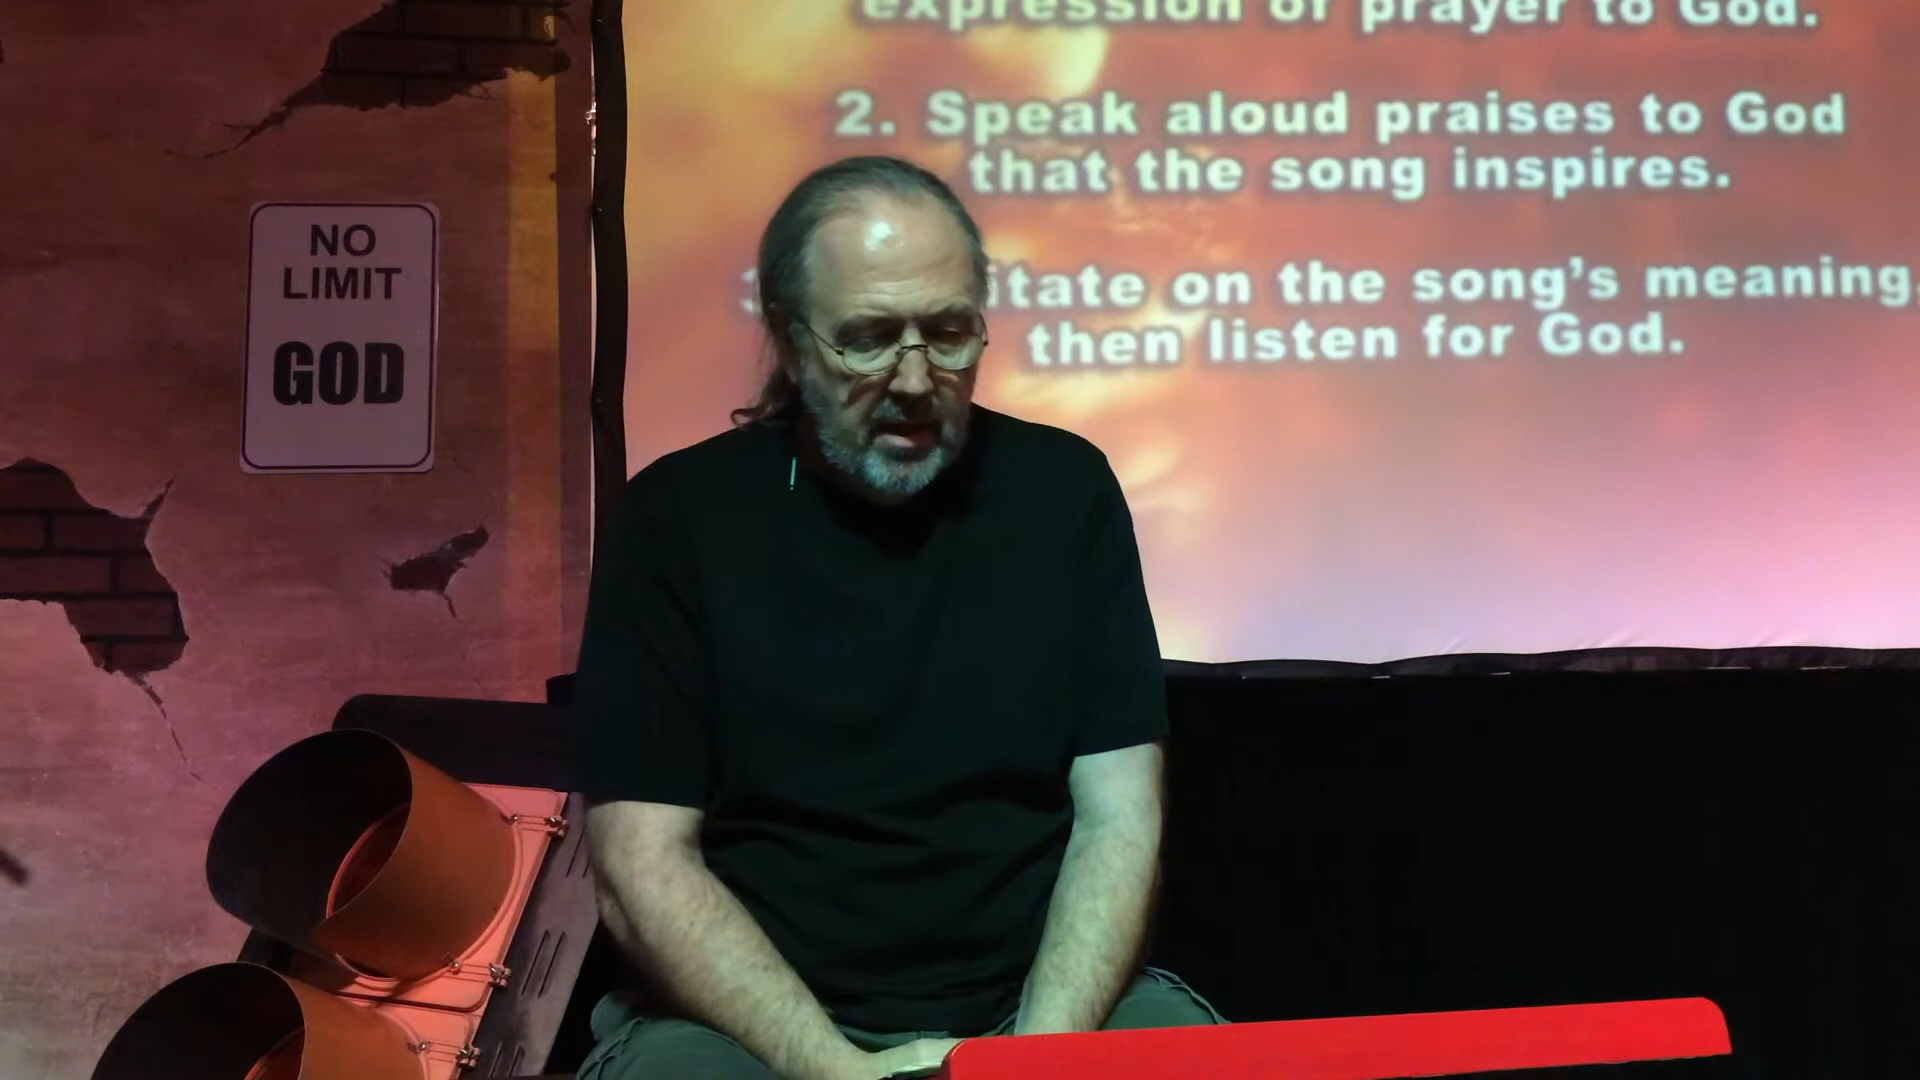 NO
LIMIT
GOD
expression of prayer to God.
2. Speak aloud praises to God
that the song inspires.
itate on the song's meaning,
then listen for God.